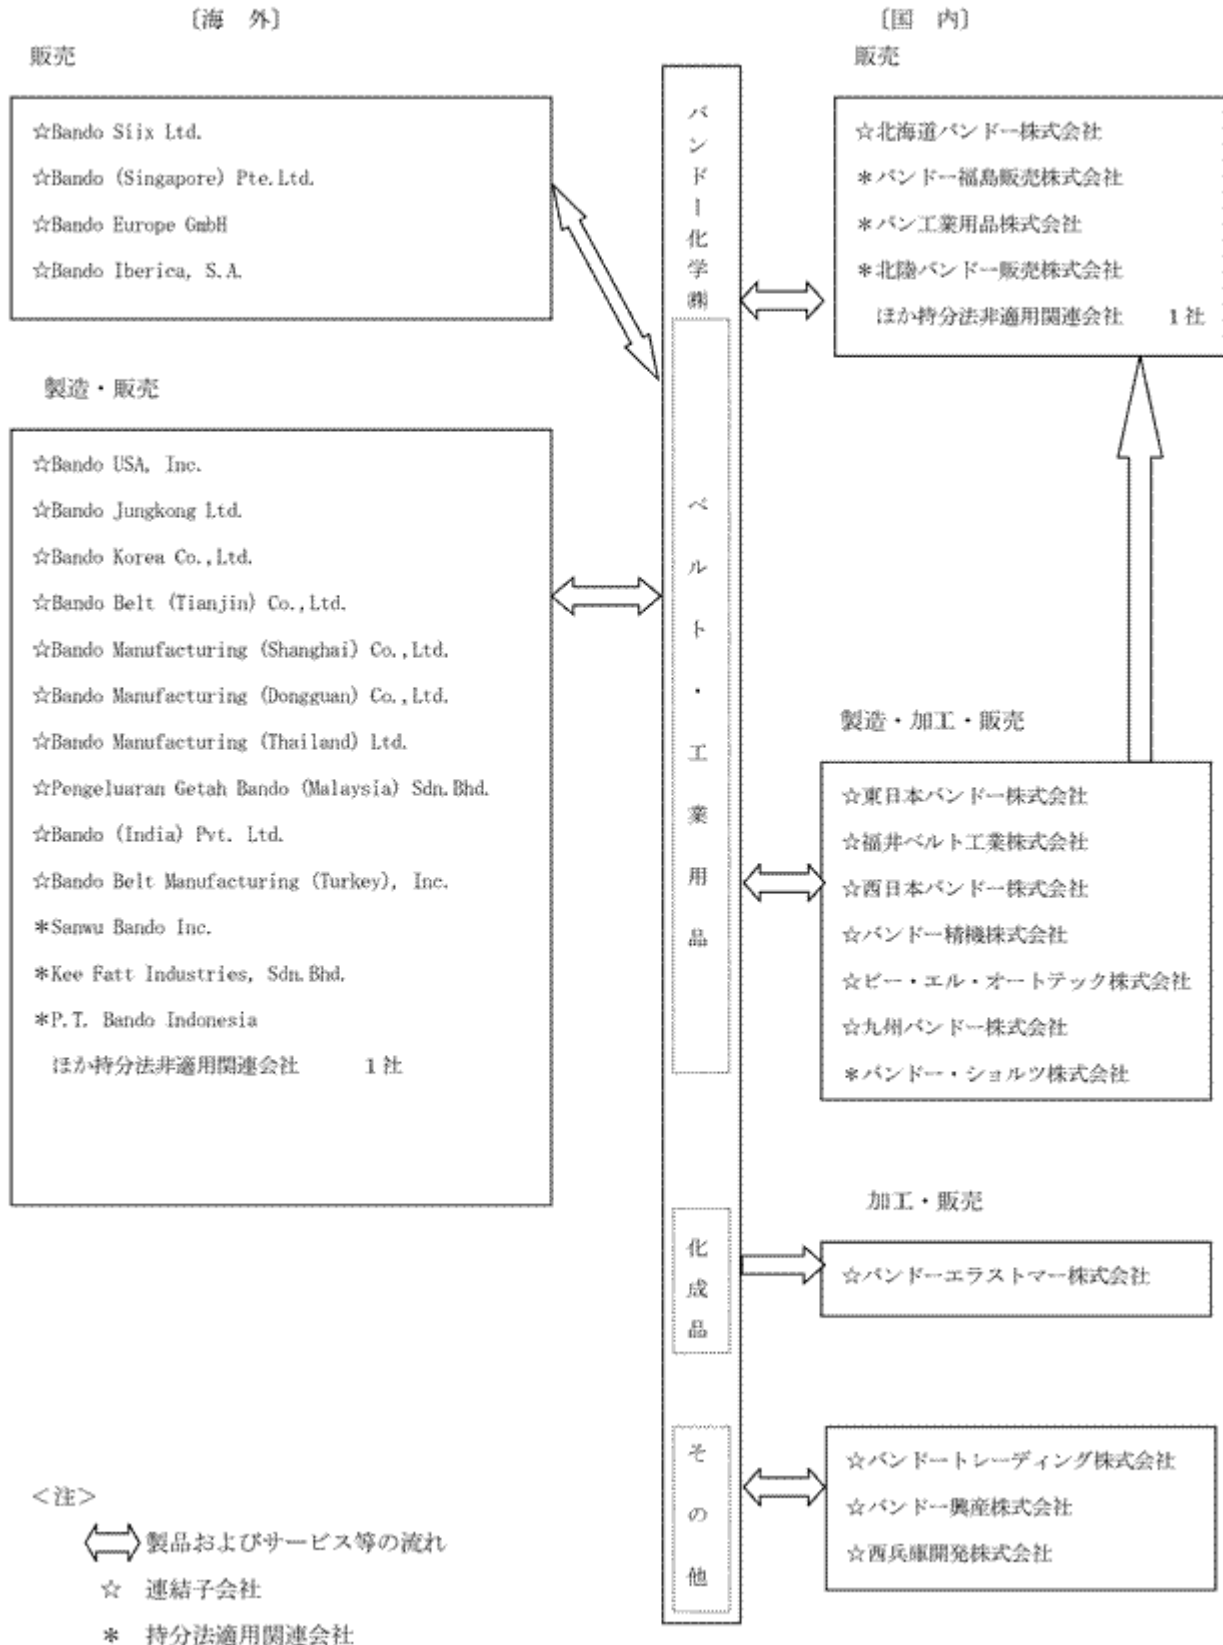 〔海 外〕
販売
☆Bando Siix Ltd.
☆Bando (Singapore) Pte.Ltd.
☆Bando Europe GmbH
☆Bando Iberica, S.A.
製造・販売
☆Bando USA, Inc.
☆Bando Jungkong Ltd.
☆Bando Korea Co.,Ltd.
☆Bando Belt (Tianjin) Co.,Ltd.
☆Bando Manufacturing (Shanghai) Co.,Ltd.
☆Bando Manufacturing (Dongguan) Co.,Ltd.
☆Bando Manufacturing (Thailand) Ltd.
☆Pengeluaran Getah Bando (Malaysia) Sdn.Bhd.
☆Bando (India) Pvt. Ltd.
☆Bando Belt Manufacturing (Turkey), Inc.
*Sanwu Bando Inc.
*Kee Fatt Industries, Sdn.Bhd.
*P.T. Bando Indonesia
ほか持分法非適用関連会社 1社
バンドー化学㈱
ベルト・工業用品
化成品
その他
〔国 内〕
販売
☆北海道バンドー株式会社
*バンドー福島販売株式会社
*バン工業用品株式会社
*北陸バンドー販売株式会社
ほか持分法非適用関連会社 1社
製造・加工・販売
☆東日本バンドー株式会社
☆福井ベルト工業株式会社
☆西日本バンドー株式会社
☆バンドー精機株式会社
☆ビー・エル・オートテック株式会社
☆九州バンドー株式会社
*バンドー・ショルツ株式会社
加工・販売
☆バンドーエラストマー株式会社
☆バンドートレーディング株式会社
☆バンドー興産株式会社
☆西兵庫開発株式会社
<注>
製品およびサービス等の流れ
☆ 連結子会社
* 持分法適用関連会社